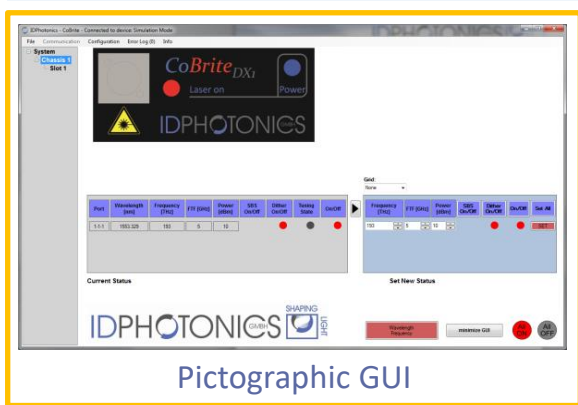 IDPhotonics - CoBrite - Connected to device: Simulation Mode
File Communication Configuration Error Log (0) Info
System
Chassis 1
Slot 1
CoBrite DX1
Laser on
Power
IDPHOTONICS
Grid:
None
Port Wavelength (nm) Frequency (THz) FTF (GHz) Power (dBm) SBS On/Off Dither On/Off Tuning State On/Off
Frequency (THz) FTF (GHz) Power (dBm) SBS On/Off Dither On/Off On/Off Set All
1-1-1 1553.329 193 5 10
193 5 10 SET
Current Status
Set New Status
IDPHOTONICS GMBH SHAPING LIGHT
Wavelength
Frequency
minimize GUI
All ON
All OFF
Pictographic GUI